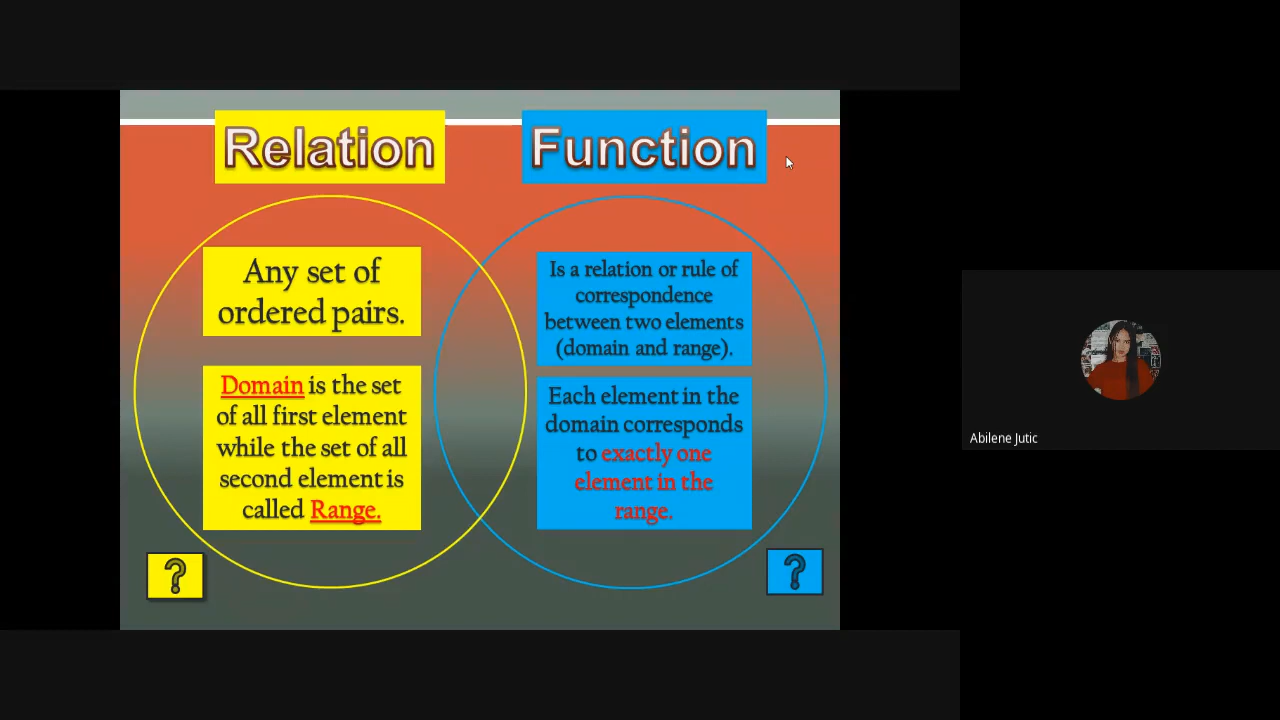 Relation
Function
Any set of
ordered pairs.
Domain is the set
of all first element
while the set of all
second element is
called Range.
?
Is a relation or rule of
correspondence
between two elements
(domain and range).
Each element in the
domain corresponds
to exactly one
element in the
range.
?
Abilene Jutic